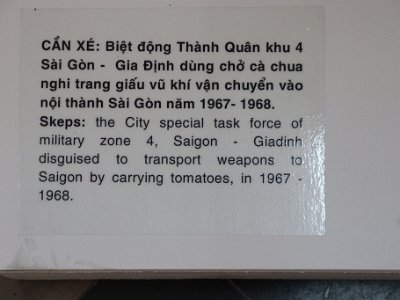 CẦN XÉ: Biệt động Thành Quân khu 4
Sài Gòn - Gia Định dùng chở cà chua
nghi trang giấu vũ khí vận chuyển vào
nội thành Sài Gòn năm 1967- 1968.
Skeps: the City special task force of
military zone 4, Saigon - Giadinh
disguised to transport weapons to
Saigon by carrying tomatoes, in 1967 -
1968.